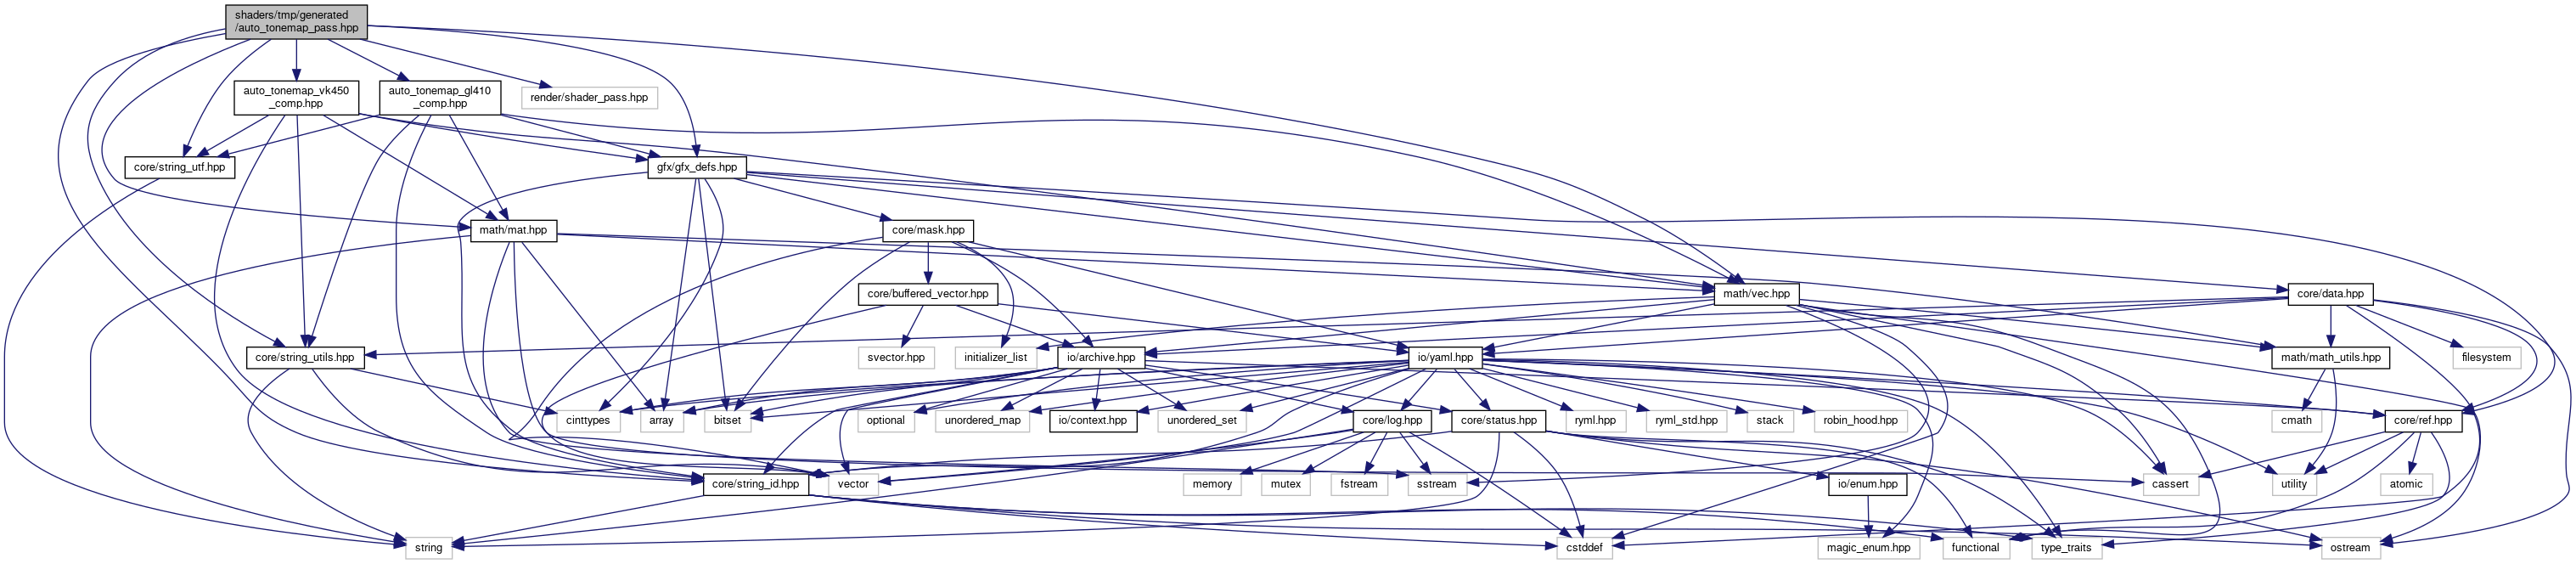 shaders/tmp/generated
/auto_tonemap_pass.hpp
auto_tonemap_vk450
_comp.hpp
auto_tonemap_gl410
_comp.hpp
render/shader_pass.hpp
core/string_utf.hpp
gfx/gfx_defs.hpp
math/mat.hpp
core/mask.hpp
core/buffered_vector.hpp
math/vec.hpp
core/data.hpp
core/string_utils.hpp
svector.hpp
initializer_list
io/archive.hpp
io/yaml.hpp
math/math_utils.hpp
filesystem
cinttypes
array
bitset
optional
unordered_map
io/context.hpp
unordered_set
core/log.hpp
core/status.hpp
ryml.hpp
ryml_std.hpp
stack
robin_hood.hpp
cmath
core/ref.hpp
core/string_id.hpp
vector
memory
mutex
fstream
sstream
io/enum.hpp
cassert
utility
atomic
string
cstddef
magic_enum.hpp
functional
type_traits
ostream